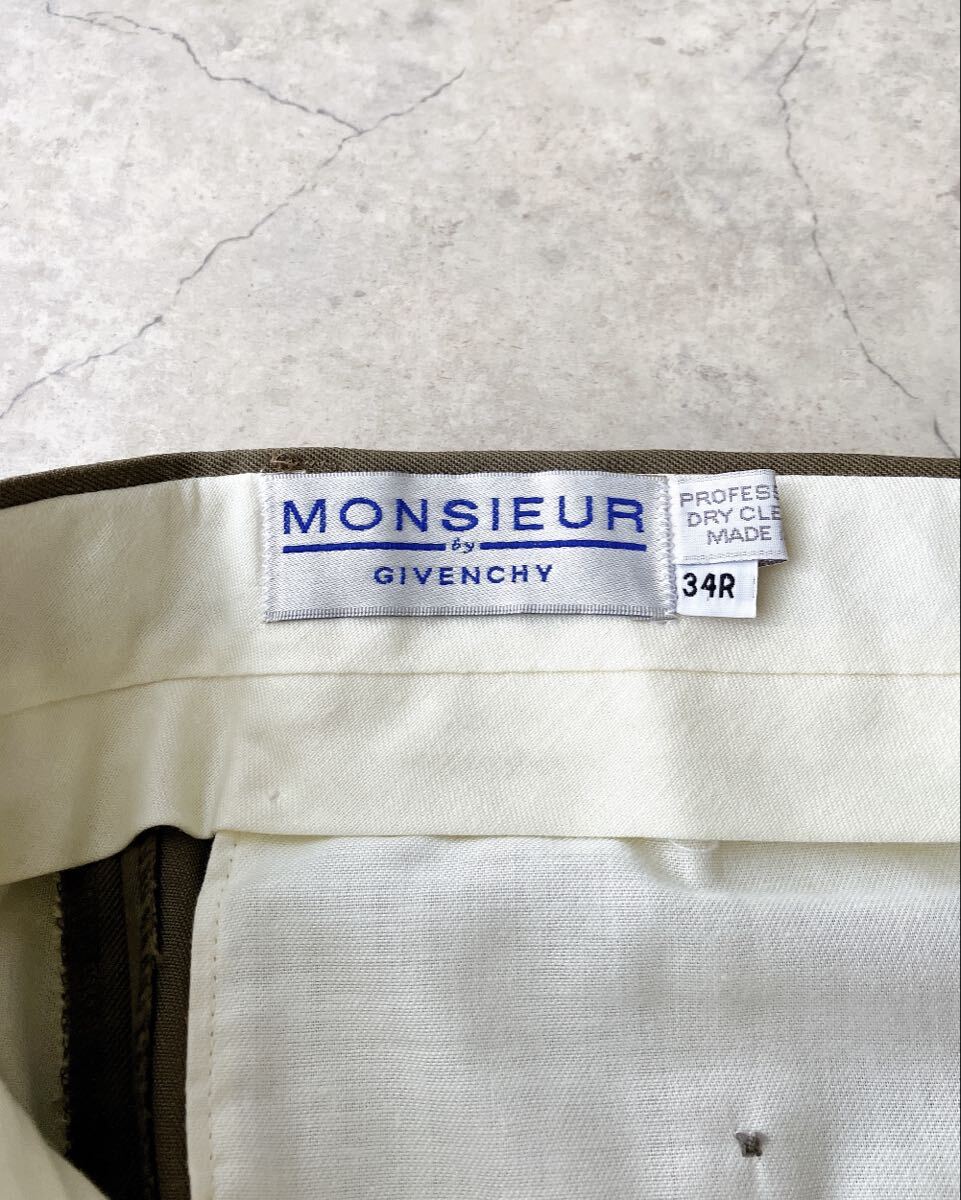 MONSIEUR
by
GIVENCHY
PROFESS
DRY CLE
MADE
34R